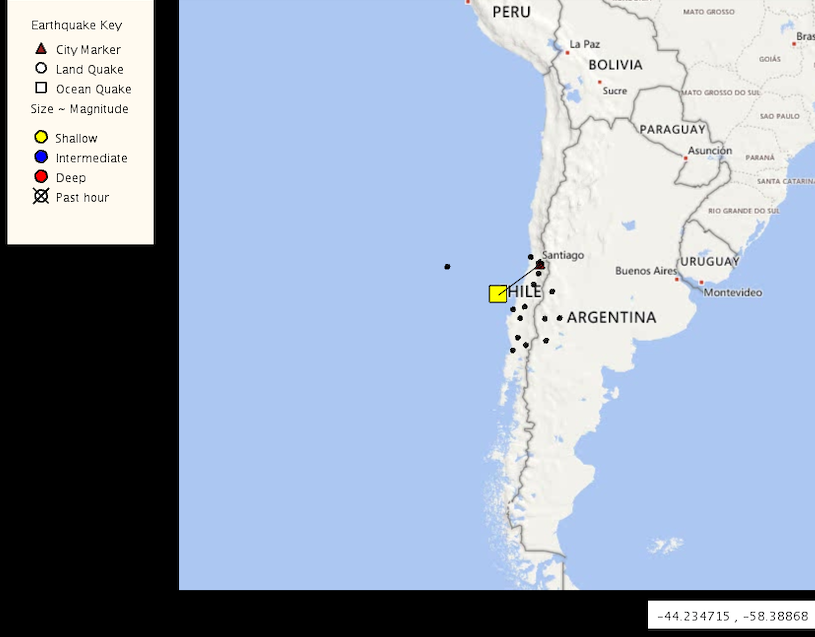 Earthquake Key
City Marker
Land Quake
Ocean Quake
Size ~ Magnitude
Shallow
Intermediate
Deep
Past hour
PERU
MATO GROSSO
La Paz
Bras
BOLIVIA
GOIÁS
Sucre
MATO GROSSO DO SUL
SAO PAULO
PARAGUAY
Asunción
PARANÁ
SANTA CATARINA
RIO GRANDE DO SUL
Santiago
URUGUAY
Buenos Aires
HILE
Montevideo
ARGENTINA
-44.234715 , -58.38868